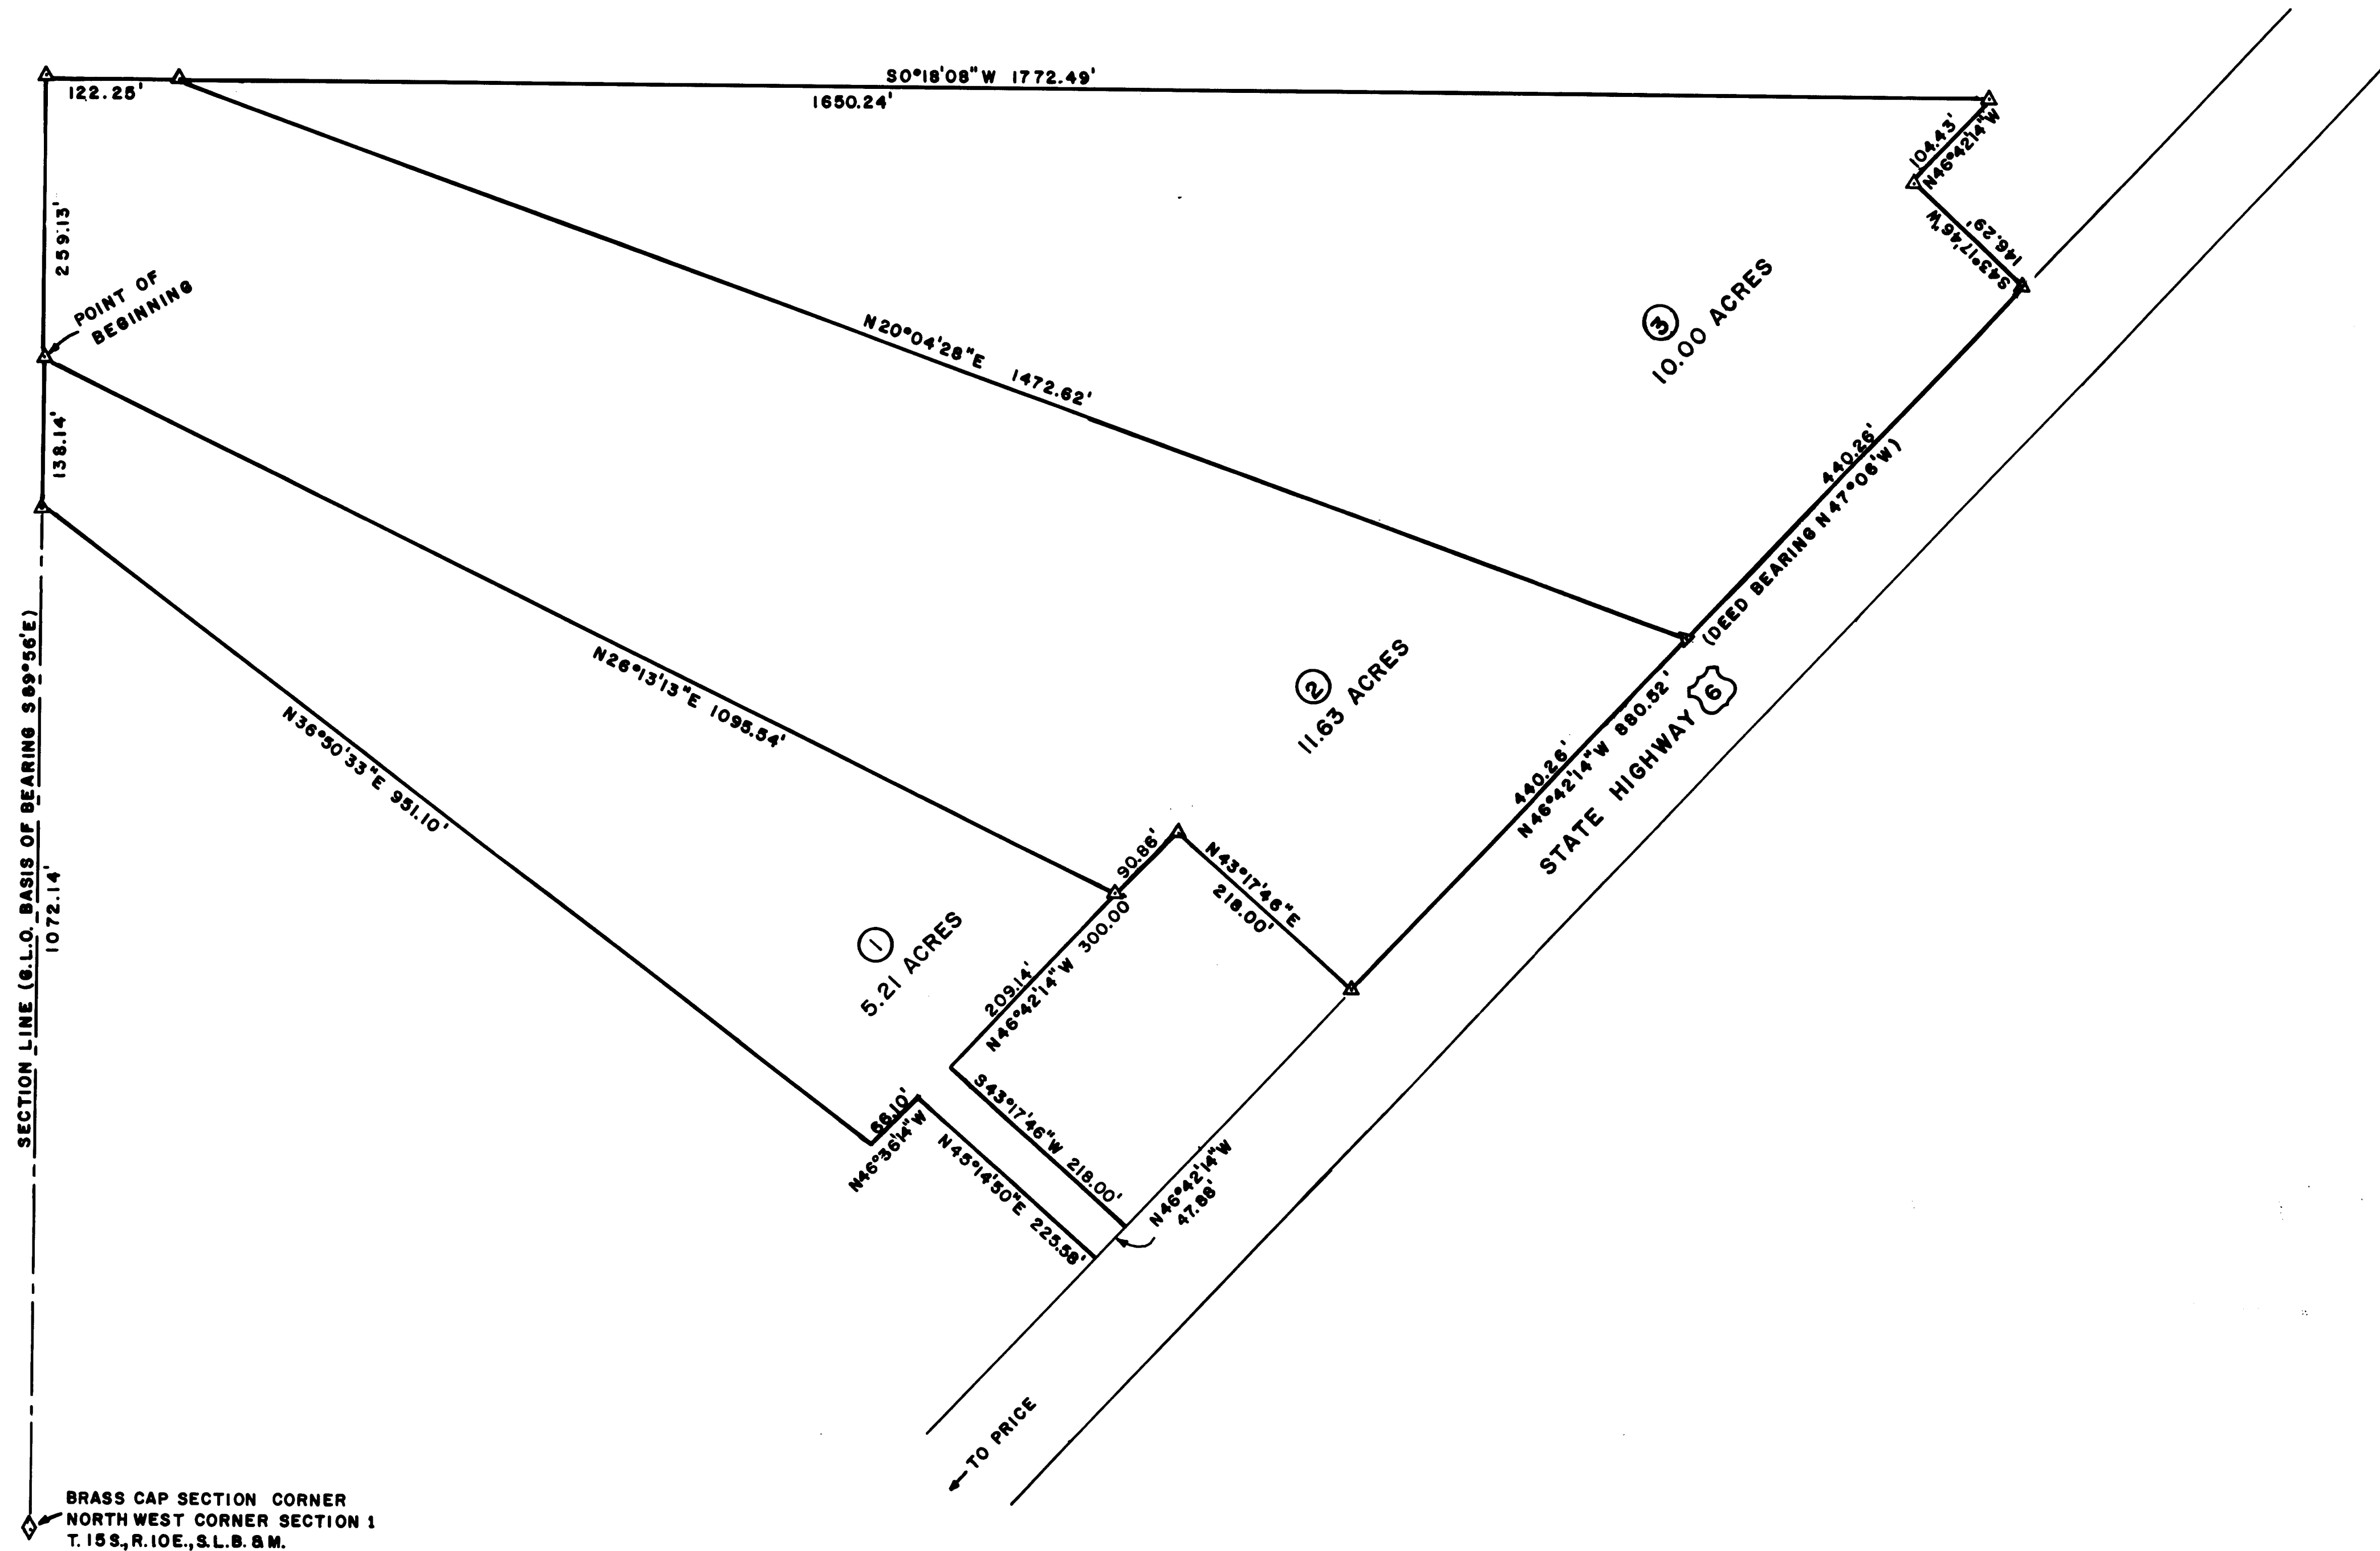 S0°18'08"W 1772.49'
122.25'
1650.24'
104.43'
N46°42'14"W
146.29'
S43°17'46"W
259.13'
POINT OF
BEGINNING
138.14'
N20°04'28"E 1472.62'
3
10.00 ACRES
440.26'
(DEED BEARING N47°06'W)
N26°13'13"E 1095.54'
2
11.63 ACRES
440.26'
N46°42'14"W 880.52'
STATE HIGHWAY 6
N36°50'33"E 951.10'
90.86'
N43°17'46"E
218.00'
1
5.21 ACRES
209.14'
N46°42'14"W 300.00'
S43°17'46"W 218.00'
66.10'
N46°36'14"W
N45°14'50"E 225.58'
N46°42'14"W
47.88'
SECTION LINE (G.L.O. BASIS OF BEARING S89°56'E)
1072.14'
TO PRICE
BRASS CAP SECTION CORNER
NORTH WEST CORNER SECTION 1
T.15S., R.10E., S.L.B.&M.